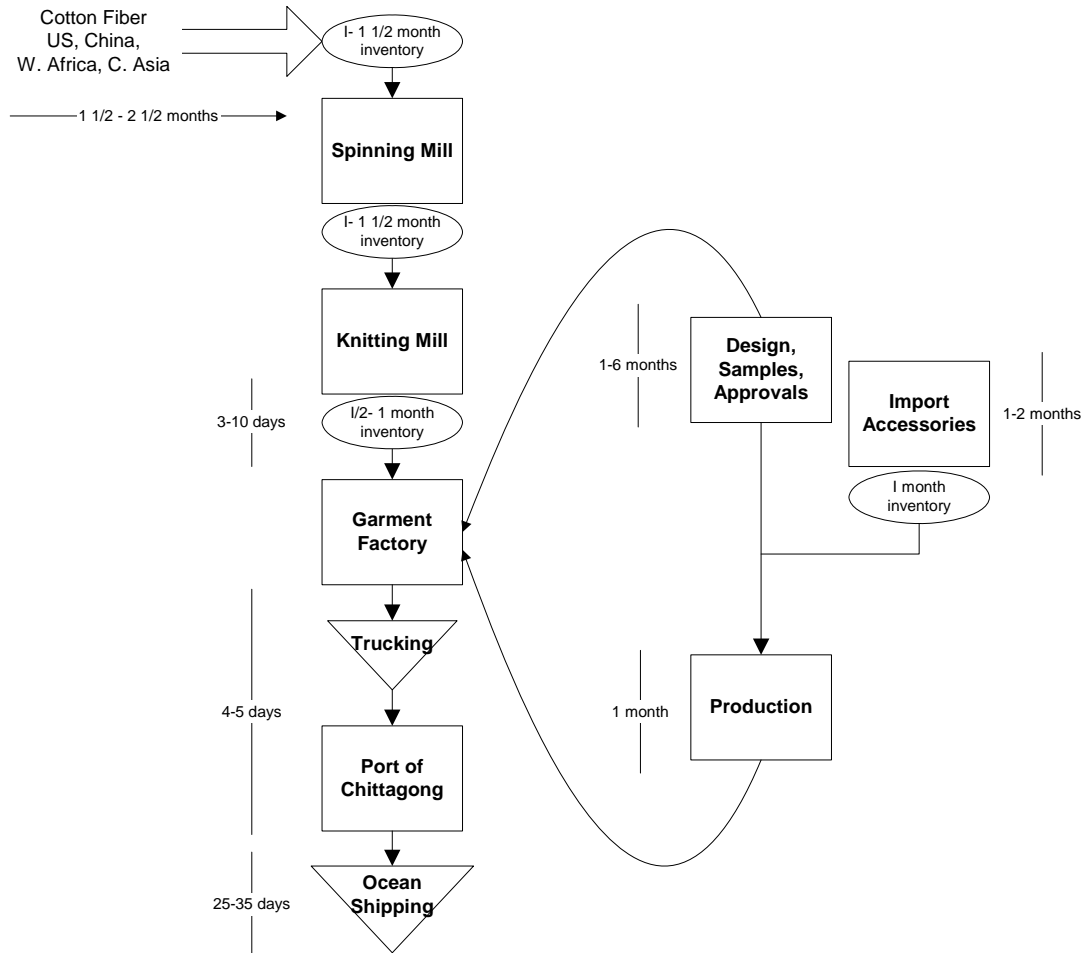 Cotton Fiber
US, China,
W. Africa, C. Asia
I- 1 1/2 month
inventory
1 1/2 - 2 1/2 months
Spinning Mill
I- 1 1/2 month
inventory
Knitting Mill
3-10 days
I/2- 1 month
inventory
Garment
Factory
Trucking
4-5 days
Port of
Chittagong
25-35 days
Ocean
Shipping
1-6 months
Design,
Samples,
Approvals
Import
Accessories
1-2 months
I month
inventory
1 month
Production